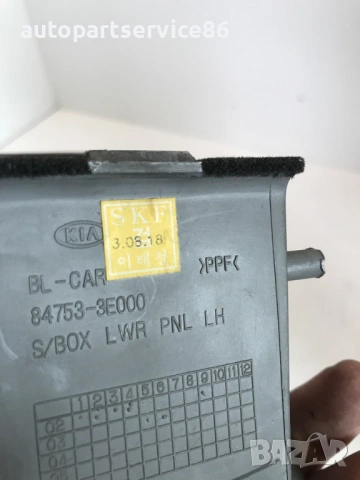 autopartservice86
SKF
3.08.18
KIA
BL-CAR
>PPF<
84753-3E000
S/BOX LWR PNL LH
1 2 3 4 5 6 7 8 9 10 11 12
02
03
04
BAZAR